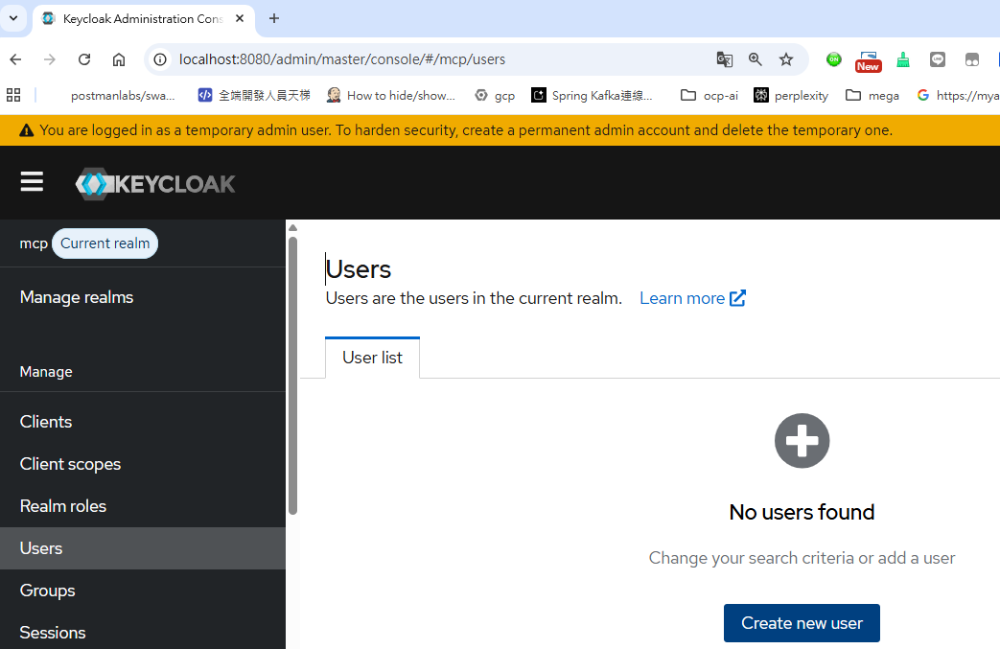 Keycloak Administration Cons
localhost:8080/admin/master/console/#/mcp/users
New
postmanlabs/swa... 全端開發人員天梯 How to hide/show... gcp Spring Kafka連線... ocp-ai perplexity mega https://mya
You are logged in as a temporary admin user. To harden security, create a permanent admin account and delete the temporary one.
KEYCLOAK
mcp Current realm
Manage realms
Manage
Clients
Client scopes
Realm roles
Users
Groups
Sessions
Users
Users are the users in the current realm. Learn more
User list
No users found
Change your search criteria or add a user
Create new user